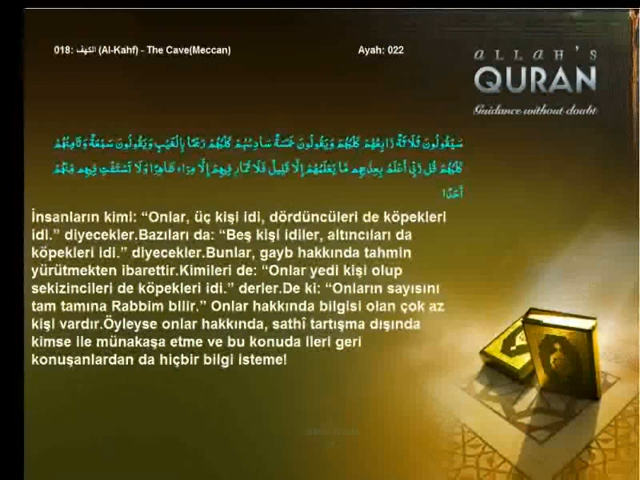 018: الكهف (Al-Kahf) - The Cave(Meccan)
Ayah: 022
ALLAH'S
QURAN
Guidance without doubt
سَيَقُولُونَ ثَلَاثَةٌ رَّابِعُهُمْ كَلْبُهُمْ وَيَقُولُونَ خَمْسَةٌ سَادِسُهُمْ كَلْبُهُمْ رَجْمًا بِالْغَيْبِ وَيَقُولُونَ سَبْعَةٌ وَثَامِنُهُمْ
كَلْبُهُمْ قُل رَّبِّي أَعْلَمُ بِعِدَّتِهِم مَّا يَعْلَمُهُمْ إِلَّا قَلِيلٌ فَلَا تُمَارِ فِيهِمْ إِلَّا مِرَاءً ظَاهِرًا وَلَا تَسْتَفْتِ فِيهِم مِّنْهُمْ
أَحَدًا
İnsanların kimi: “Onlar, üç kişi idi, dördüncüleri de köpekleri
idi.” diyecekler.Bazıları da: “Beş kişi idiler, altıncıları da
köpekleri idi.” diyecekler.Bunlar, gayb hakkında tahmin
yürütmekten ibarettir.Kimileri de: “Onlar yedi kişi olup
sekizincileri de köpekleri idi.” derler.De ki: “Onların sayısını
tam tamına Rabbim bilir.” Onlar hakkında bilgisi olan çok az
kişi vardır.Öyleyse onlar hakkında, sathî tartışma dışında
kimse ile münakaşa etme ve bu konuda ileri geri
konuşanlardan da hiçbir bilgi isteme!